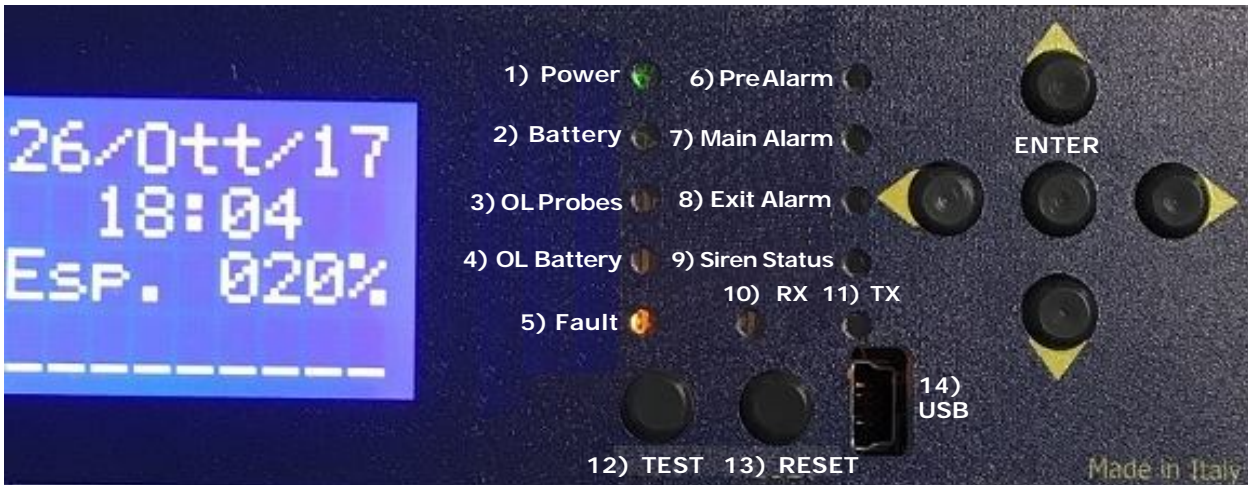 26/Ott/17
18:04
Esp. 020%
1) Power
2) Battery
3) OL Probes
4) OL Battery
5) Fault
6) PreAlarm
7) Main Alarm
8) Exit Alarm
9) Siren Status
10) RX 11) TX
ENTER
12) TEST 13) RESET
14)
USB
Made in Italy